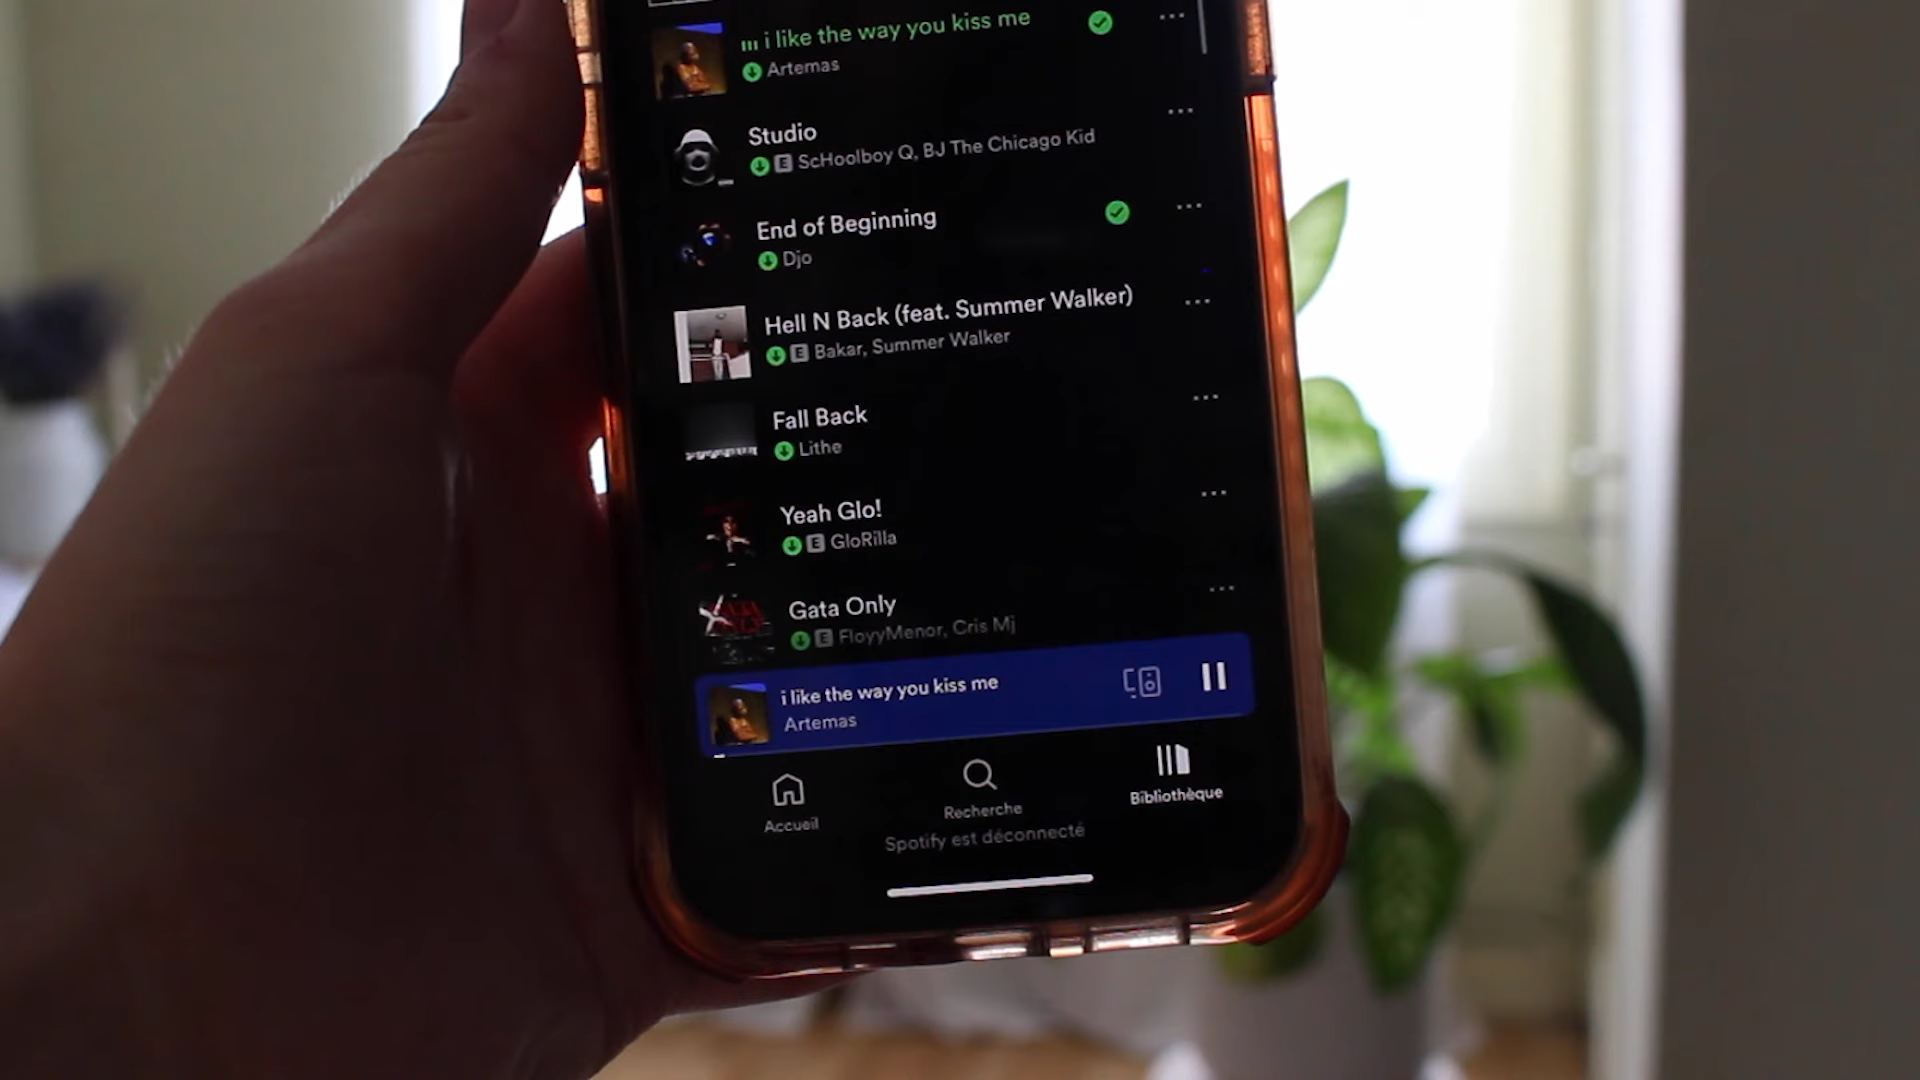 i like the way you kiss me
Artemas
Studio
E ScHoolboy Q, BJ The Chicago Kid
End of Beginning
Djo
Hell N Back (feat. Summer Walker)
E Bakar, Summer Walker
Fall Back
Lithe
Yeah Glo!
E GloRilla
Gata Only
E FloyyMenor, Cris Mj
i like the way you kiss me
Artemas
Accueil
Recherche
Bibliothèque
Spotify est déconnecté